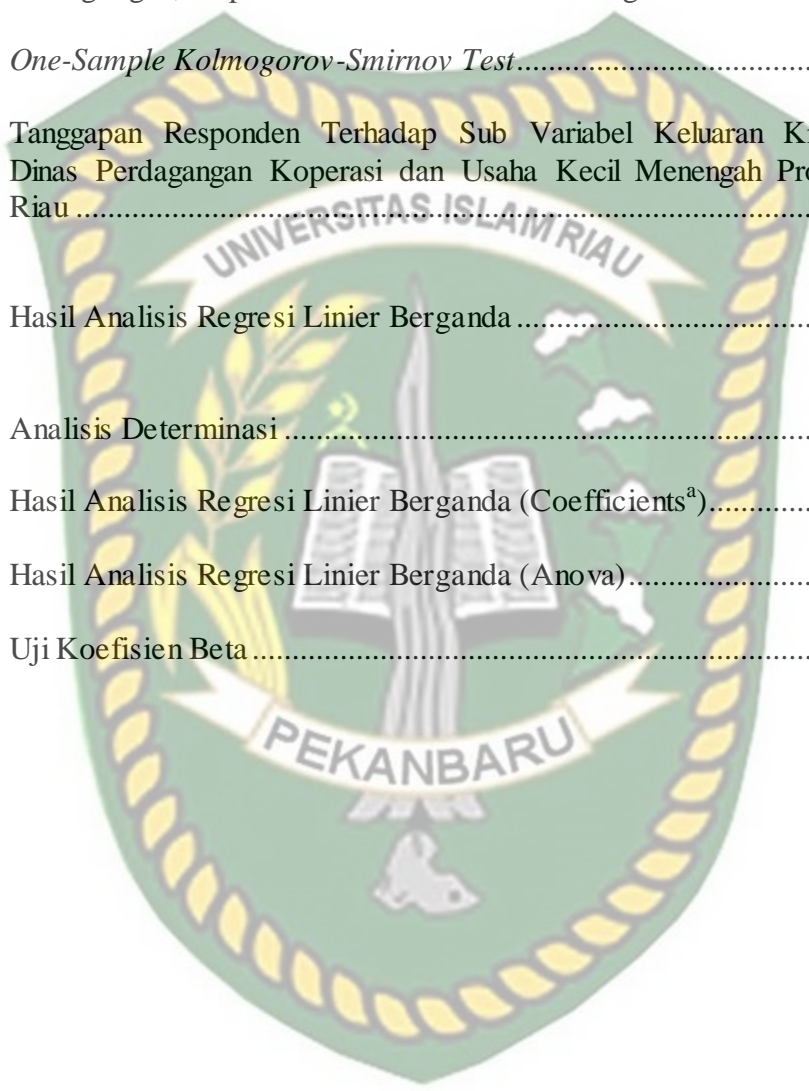 One-Sample Kolmogorov-Smirnov Test
Tanggapan Responden Terhadap Sub Variabel Keluaran
Dinas Perdagangan Koperasi dan Usaha Kecil Menengah
Riau
UNIVERSITAS ISLAM RIAU
Hasil Analisis Regresi Linier Berganda
Analisis Determinasi
Hasil Analisis Regresi Linier Berganda (Coefficientsᵃ)
Hasil Analisis Regresi Linier Berganda (Anova)
Uji Koefisien Beta
PEKANBARU